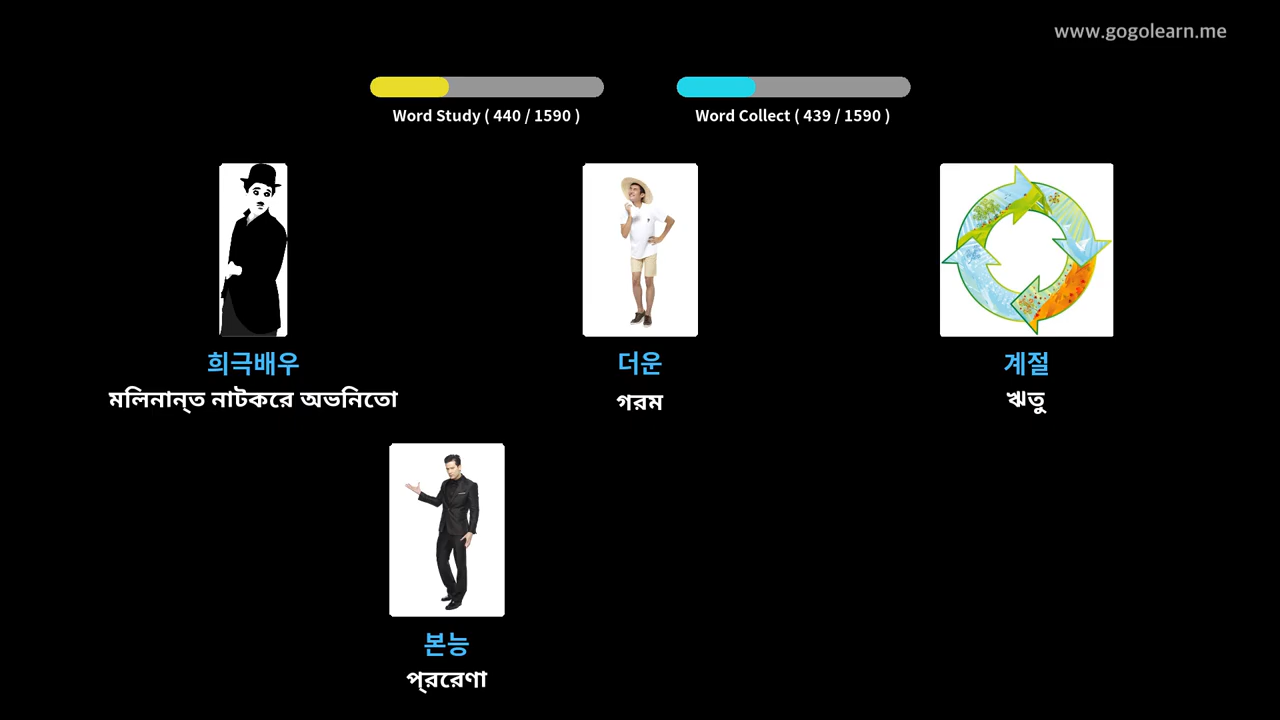 www.gogolearn.me
Word Study ( 440 / 1590 )
Word Collect ( 439 / 1590 )
희극배우
더운
계절
মলিনান্ত নাটকরে অভনিতো
গরম
ঋতু
본능
প্ররেণা